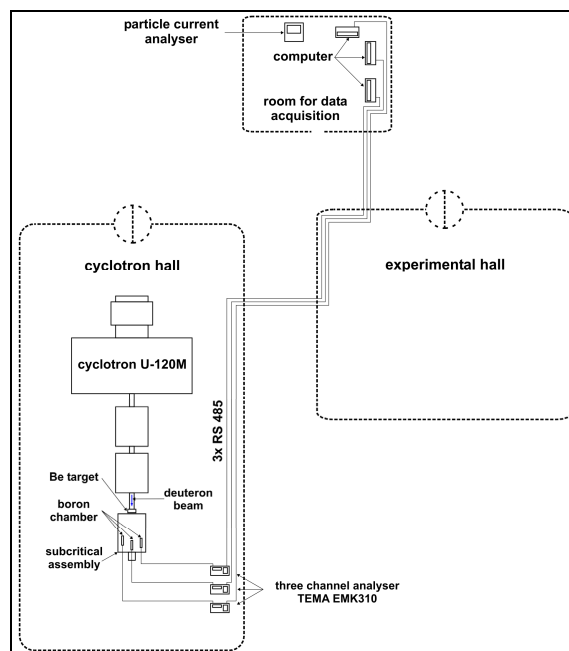 particle current
analyser
computer
room for data
acquisition
cyclotron hall
experimental hall
cyclotron U-120M
3x RS 485
Be target
deuteron
beam
boron
chamber
subcritical
assembly
three channel analyser
TEMA EMK310